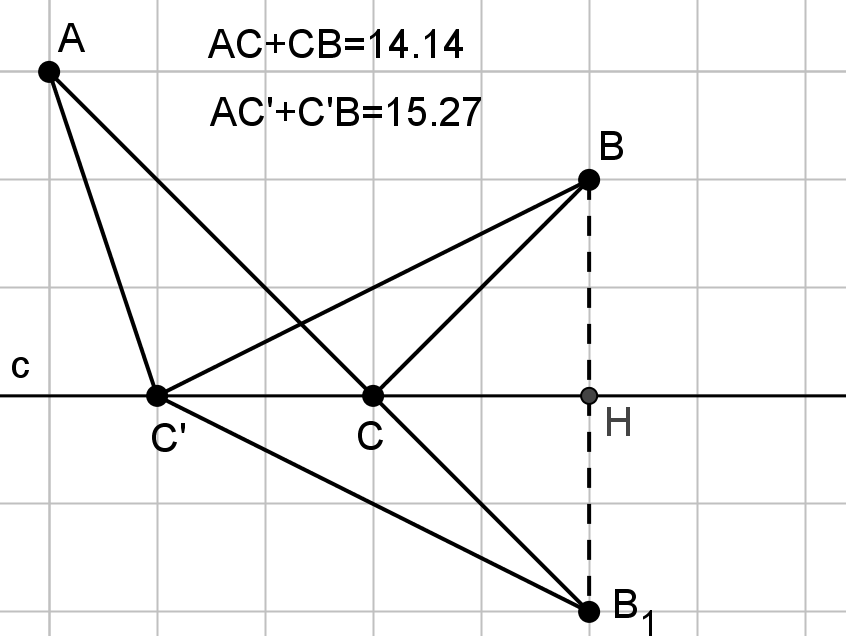 A
AC+CB=14.14
AC'+C'B=15.27
B
c
C'
C
H
B₁